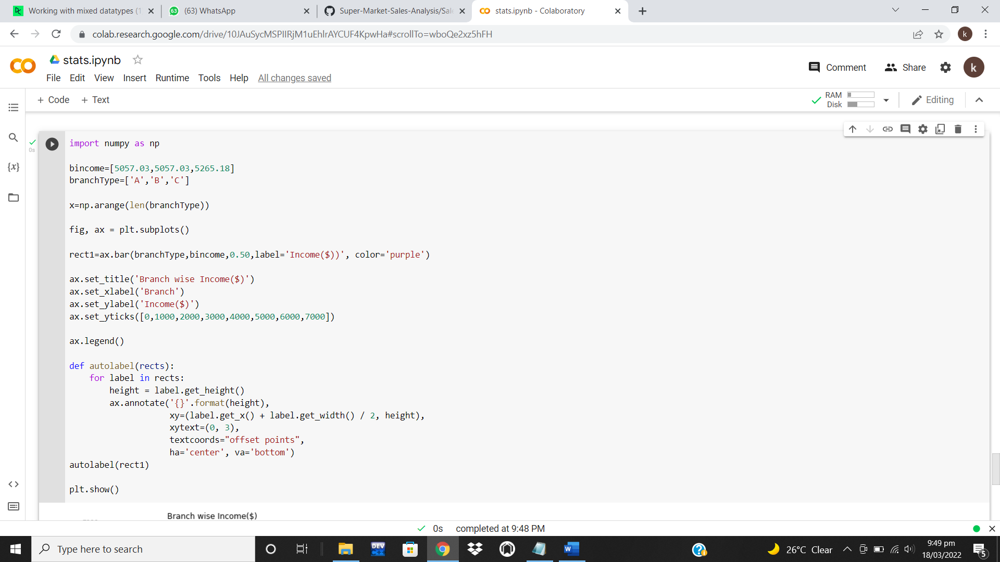 Working with mixed datatypes (1
(63) WhatsApp
Super-Market-Sales-Analysis/Sal
stats.ipynb - Colaboratory
colab.research.google.com/drive/10JAuSycMSPIIRjM1uEhlrAYCUF4KpwHa#scrollTo=wboQe2xz5hFH
k
stats.ipynb
Comment
Share
k
File Edit View Insert Runtime Tools Help All changes saved
+ Code + Text
RAM
Disk
Editing
0s
{x}
import numpy as np
bincome=[5057.03,5057.03,5265.18]
branchType=['A','B','C']
x=np.arange(len(branchType))
fig, ax = plt.subplots()
rect1=ax.bar(branchType,bincome,0.50,label='Income($))', color='purple')
ax.set_title('Branch wise Income($)')
ax.set_xlabel('Branch')
ax.set_ylabel('Income($)')
ax.set_yticks([0,1000,2000,3000,4000,5000,6000,7000])
ax.legend()
def autolabel(rects):
    for label in rects:
        height = label.get_height()
        ax.annotate('{}'.format(height),
                    xy=(label.get_x() + label.get_width() / 2, height),
                    xytext=(0, 3),
                    textcoords="offset points",
                    ha='center', va='bottom')
autolabel(rect1)
plt.show()
Branch wise Income($)
0s completed at 9:48 PM
Type here to search
DEV
C++
W
26°C Clear
9:49 pm
18/03/2022
5